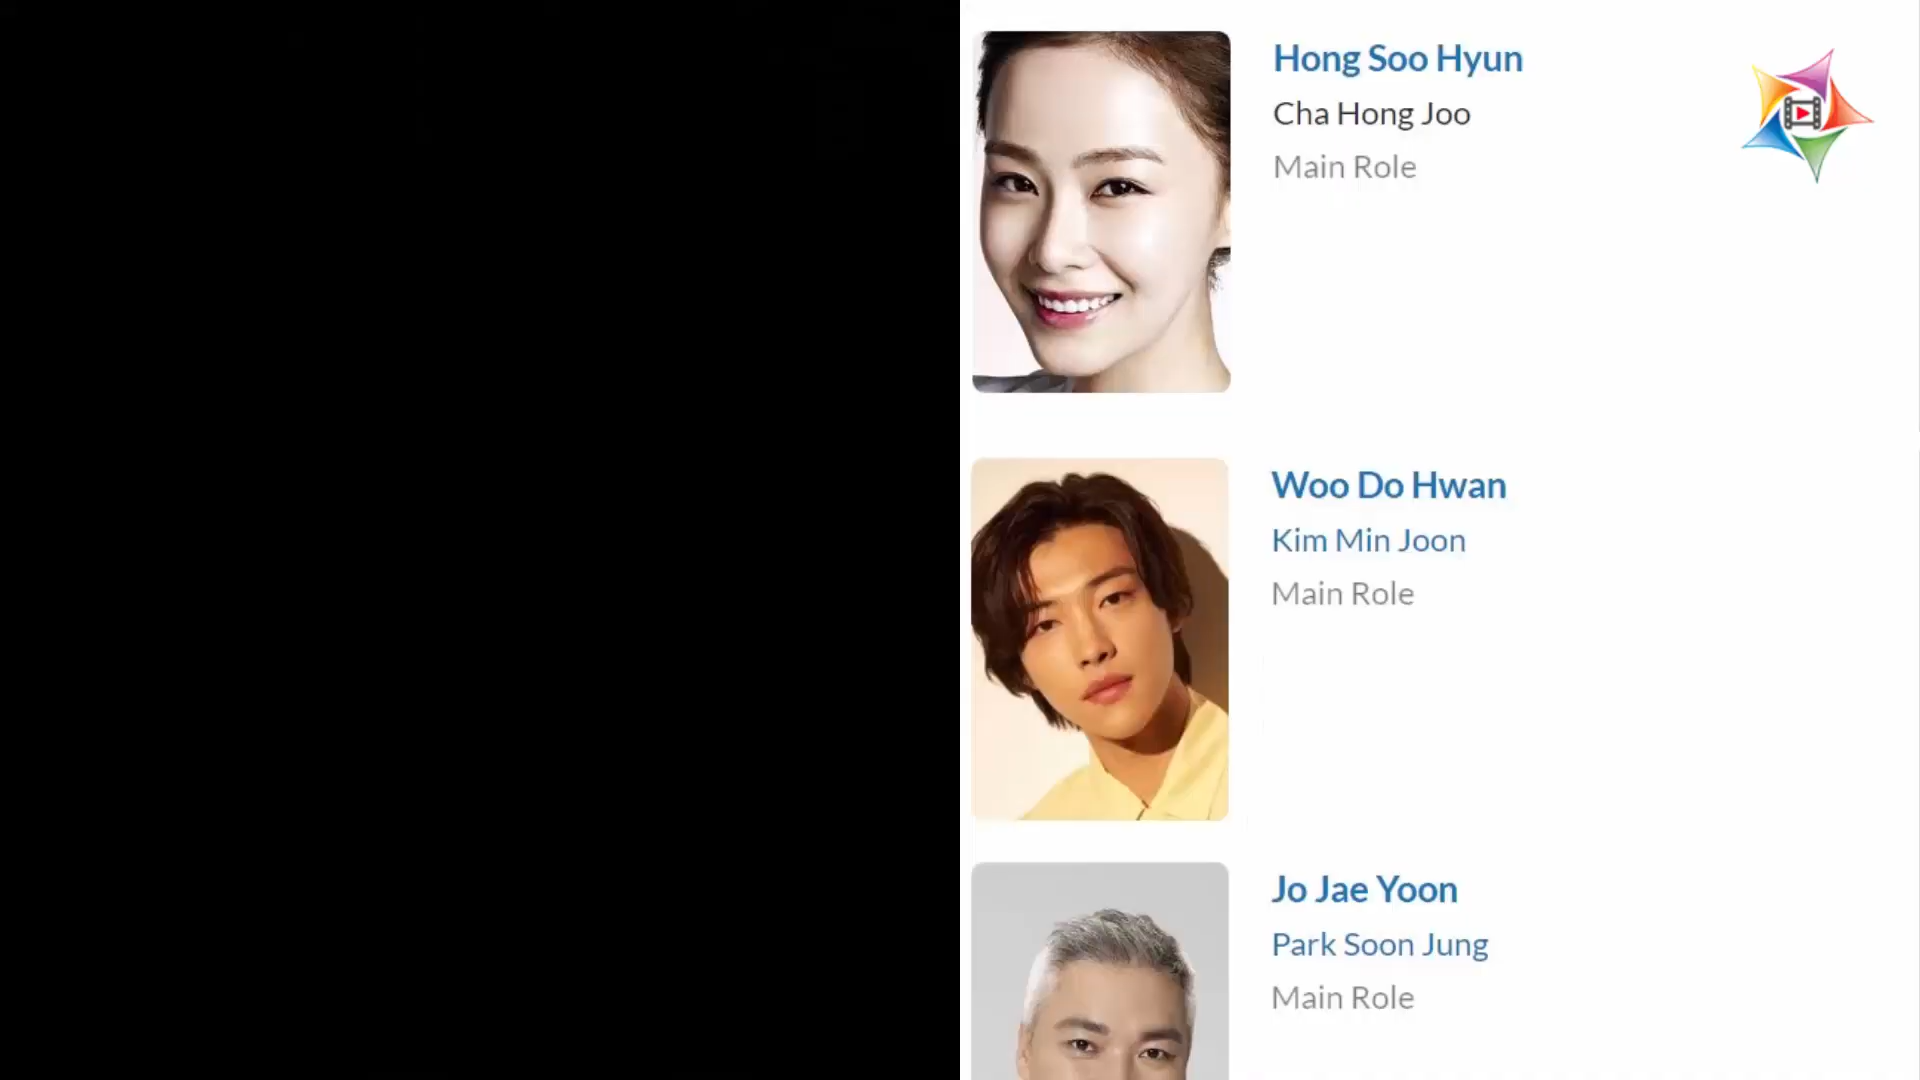 Hong Soo Hyun
Cha Hong Joo
Main Role
Woo Do Hwan
Kim Min Joon
Main Role
Jo Jae Yoon
Park Soon Jung
Main Role